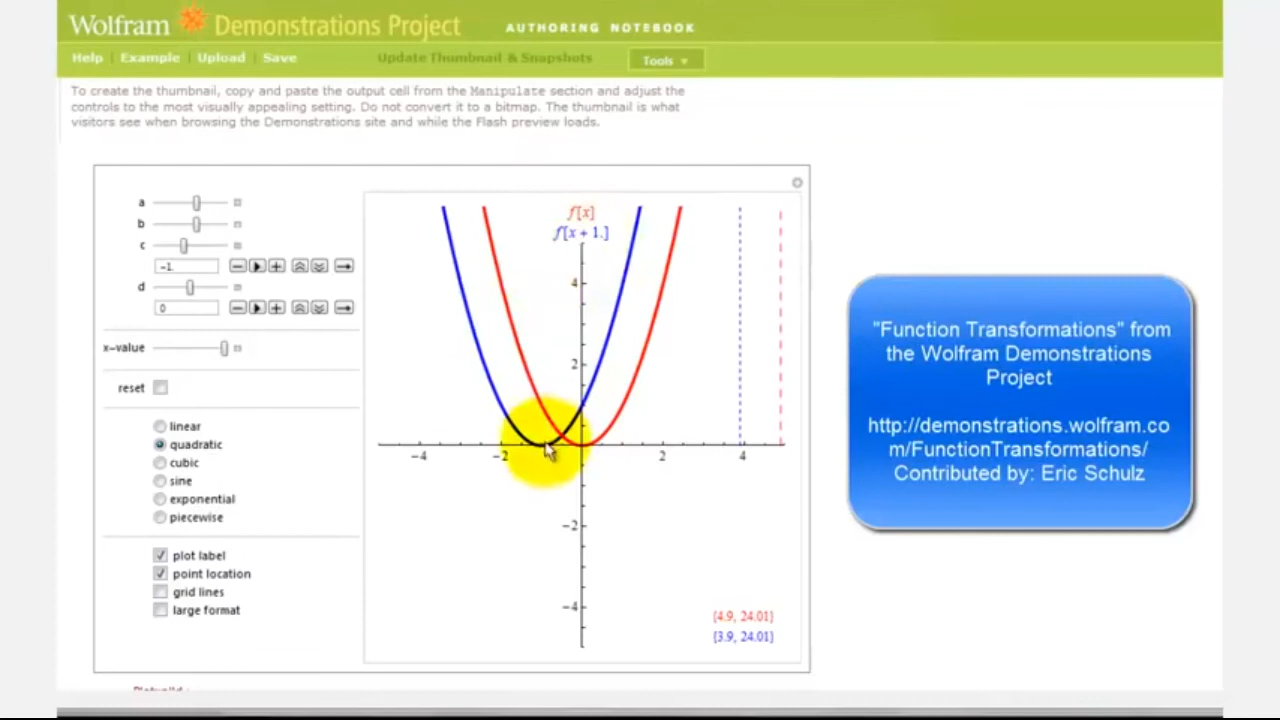 Wolfram Demonstrations Project AUTHORING NOTEBOOK
Help | Example | Upload | Save Update Thumbnail & Snapshots Tools
To create the thumbnail, copy and paste the output cell from the Manipulate section and adjust the
controls to the most visually appealing setting. Do not convert it to a bitmap. The thumbnail is what
visitors see when browsing the Demonstrations site and while the Flash preview loads.
a
b
c
-1.
d
0
x-value
reset
linear
quadratic
cubic
sine
exponential
piecewise
plot label
point location
grid lines
large format
f[x]
f[x + 1.]
4
2
-4 -2 2 4
-2
-4
{4.9, 24.01}
{3.9, 24.01}
"Function Transformations" from
the Wolfram Demonstrations
Project
http://demonstrations.wolfram.co
m/FunctionTransformations/
Contributed by: Eric Schulz